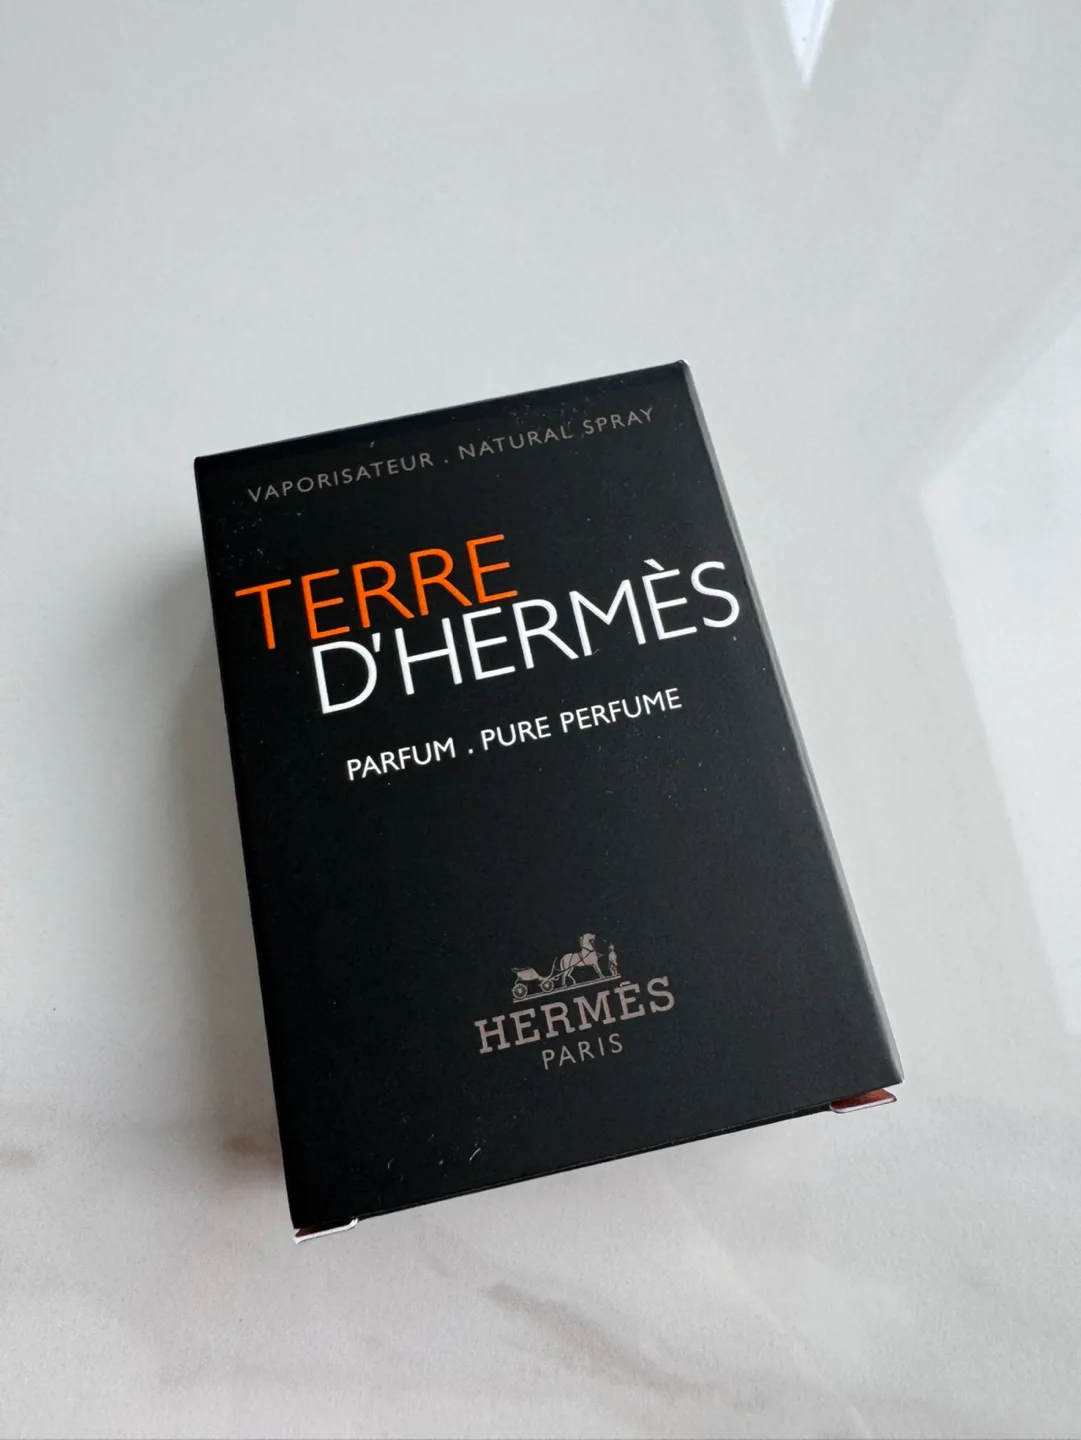 VAPORISATEUR . NATURAL SPRAY
TERRE
D'HERMÈS
PARFUM . PURE PERFUME
HERMÈS
PARIS